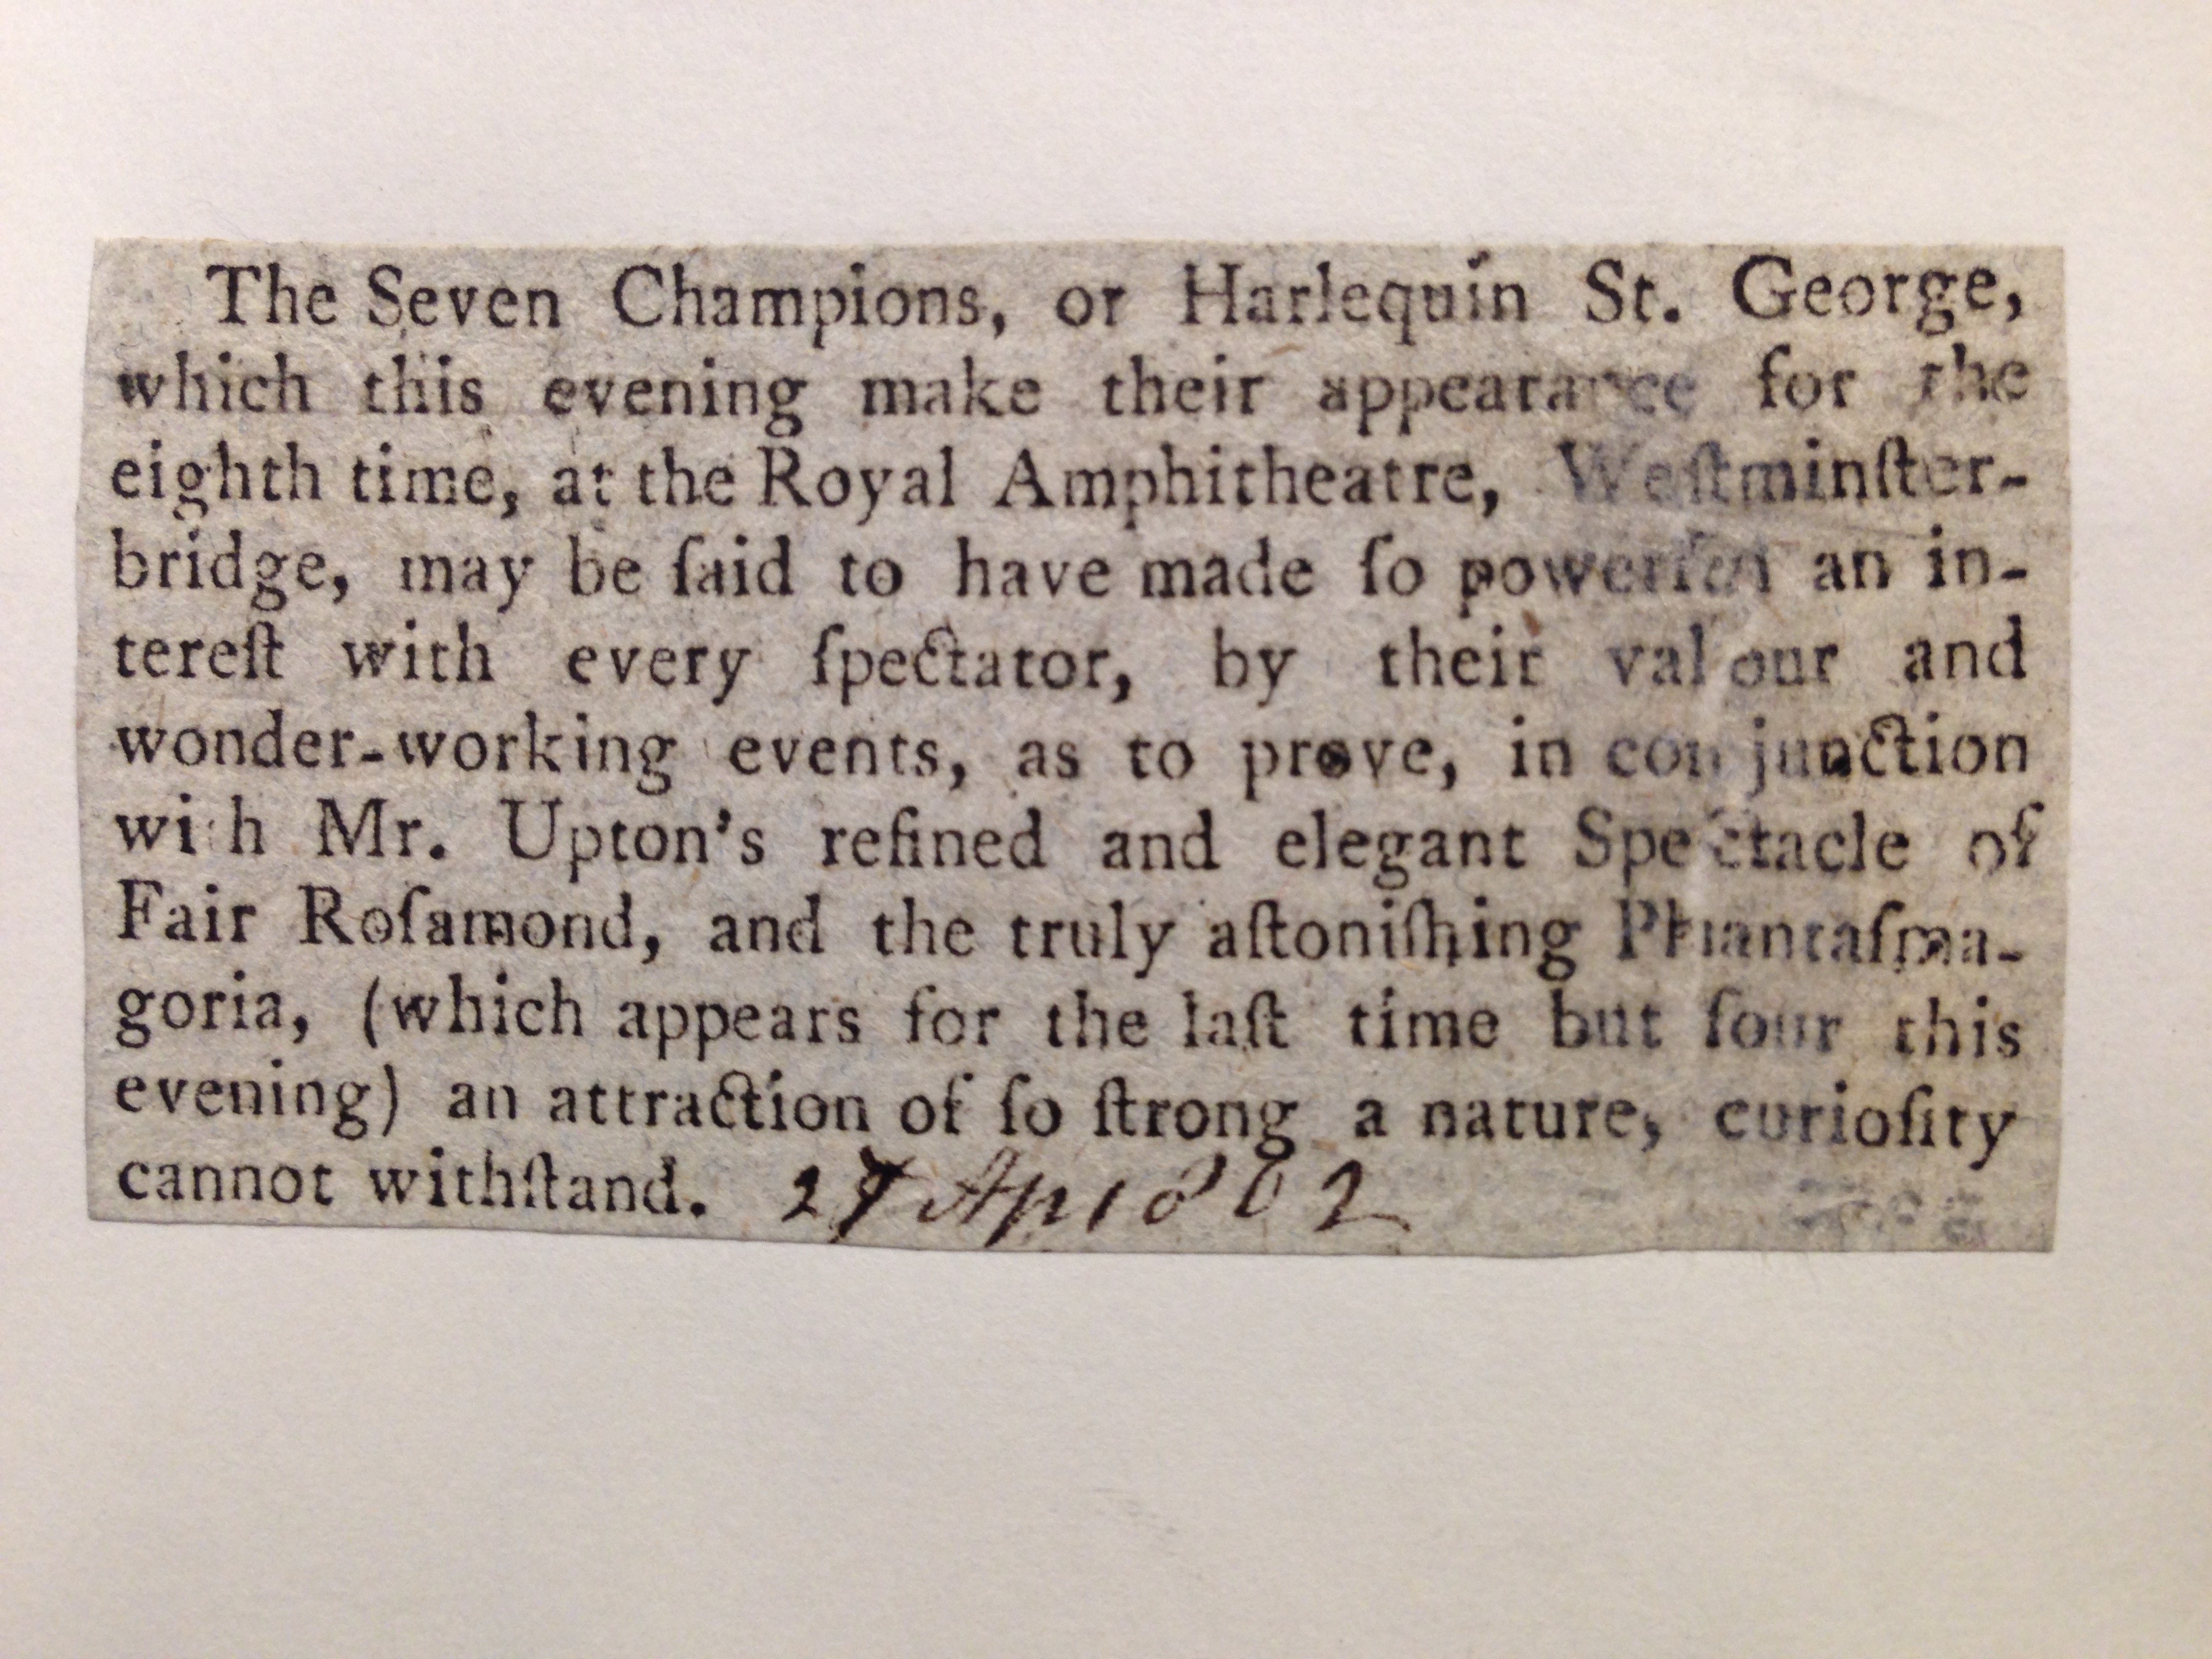 The Seven Champions, or Harlequin St. George,
which this evening make their appearance for the
eighth time, at the Royal Amphitheatre, Weſtminſter-
bridge, may be ſaid to have made ſo powerful an in-
tereſt with every ſpectator, by their valour and
wonder-working events, as to prove, in conjunction
with Mr. Upton's refined and elegant Spectacle of
Fair Roſamond, and the truly aſtoniſhing Phantaſma-
goria, (which appears for the laſt time but four this
evening) an attraction of ſo ſtrong a nature, curioſity
cannot withſtand. 27 Ap 1802